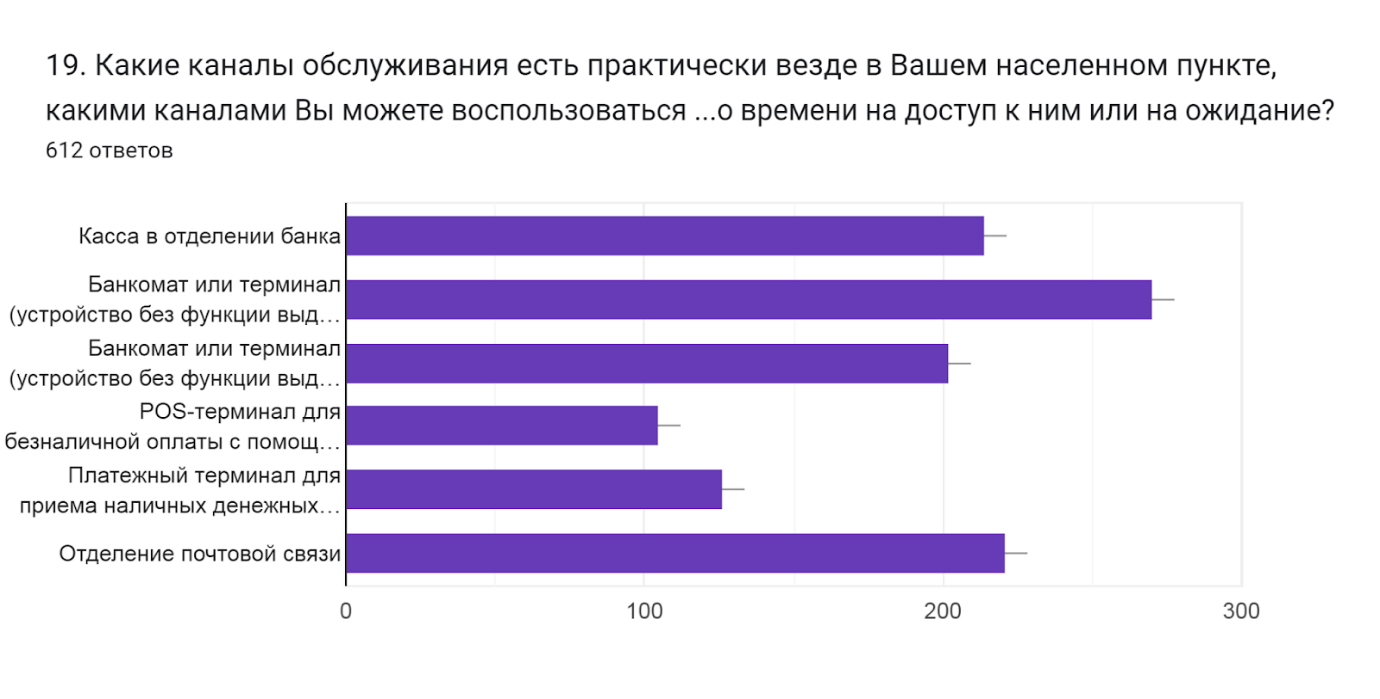 19. Какие каналы обслуживания есть практически везде в Вашем населенном пункте,
какими каналами Вы можете воспользоваться ...о времени на доступ к ним или на ожидание?
612 ответов
Касса в отделении банка
Банкомат или терминал
(устройство без функции выд...
Банкомат или терминал
(устройство без функции выд...
POS-терминал для
безналичной оплаты с помощ...
Платежный терминал для
приема наличных денежных...
Отделение почтовой связи
0 100 200 300